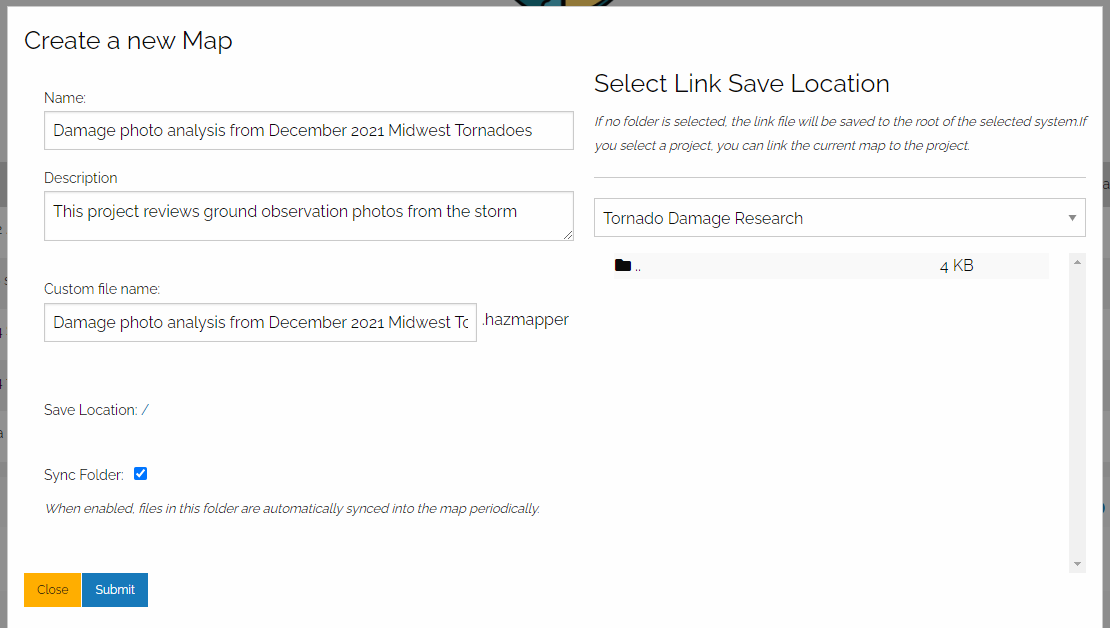 Create a new Map
Name:
Damage photo analysis from December 2021 Midwest Tornadoes
Description
This project reviews ground observation photos from the storm
Custom file name:
Damage photo analysis from December 2021 Midwest To
.hazmapper
Save Location: /
Sync Folder:
When enabled, files in this folder are automatically synced into the map periodically.
Close
Submit
Select Link Save Location
If no folder is selected, the link file will be saved to the root of the selected system.If
you select a project, you can link the current map to the project.
Tornado Damage Research
.. 4 KB